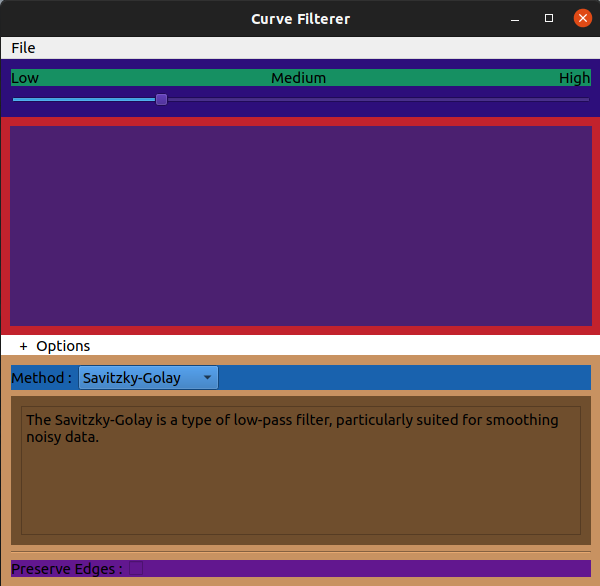 Curve Filterer
File
Low Medium High
+ Options
Method : Savitzky-Golay
The Savitzky-Golay is a type of low-pass filter, particularly suited for smoothing
noisy data.
Preserve Edges :